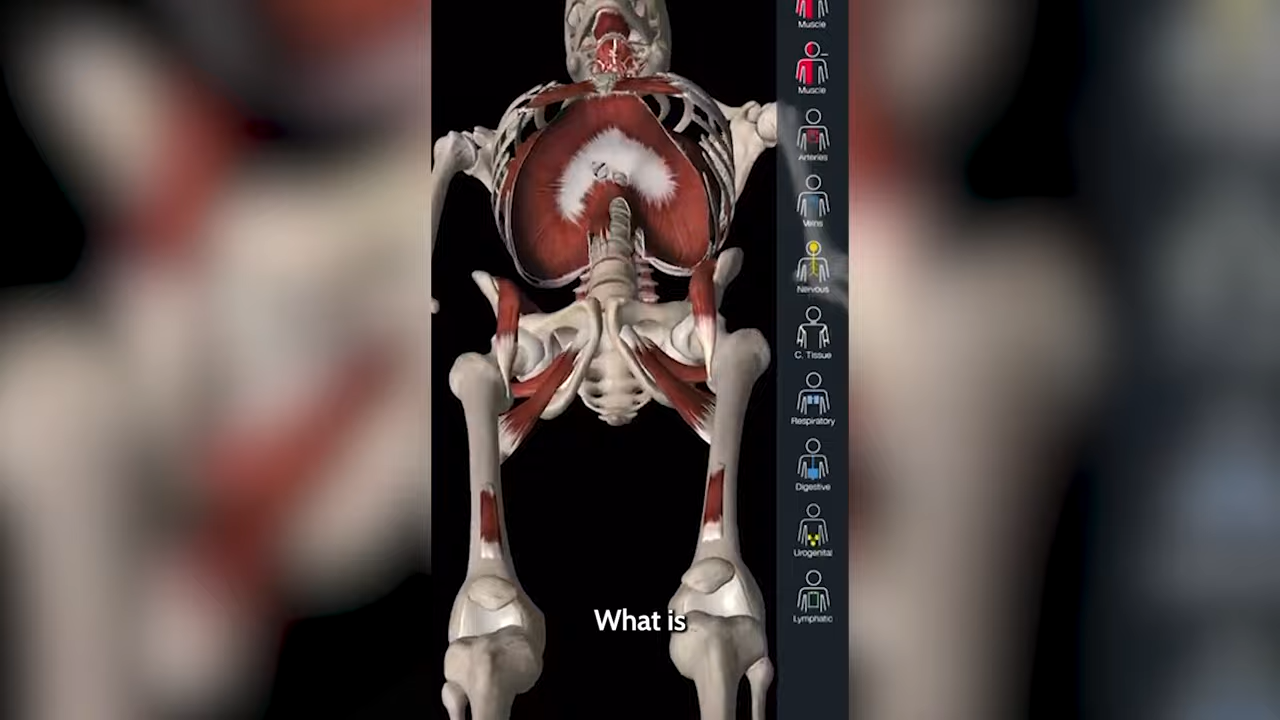 Muscle
Muscle
Arteries
Veins
Nervous
C. Tissue
Respiratory
Digestive
Urogenital
Lymphatic
What is